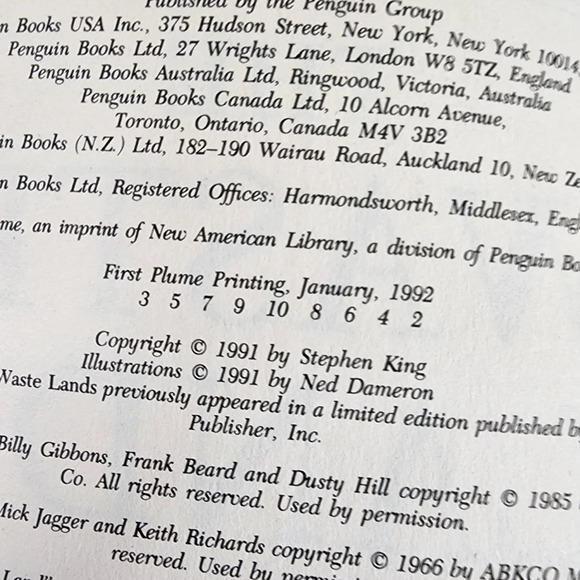 Published by the Penguin Group
n Books USA Inc., 375 Hudson Street, New York, New York 10014,
Penguin Books Ltd, 27 Wrights Lane, London W8 5TZ, England
Penguin Books Australia Ltd, Ringwood, Victoria, Australia
Penguin Books Canada Ltd, 10 Alcorn Avenue,
Toronto, Ontario, Canada M4V 3B2
in Books (N.Z.) Ltd, 182–190 Wairau Road, Auckland 10, New Ze
n Books Ltd, Registered Offices: Harmondsworth, Middlesex, Engl
me, an imprint of New American Library, a division of Penguin Bo
First Plume Printing, January, 1992
3 5 7 9 10 8 6 4 2
Copyright © 1991 by Stephen King
Illustrations © 1991 by Ned Dameron
Waste Lands previously appeared in a limited edition published by
Publisher, Inc.
Billy Gibbons, Frank Beard and Dusty Hill copyright © 1985
Co. All rights reserved. Used by permission.
Mick Jagger and Keith Richards copyright © 1966 by ABKCO M
reserved. Used by permi